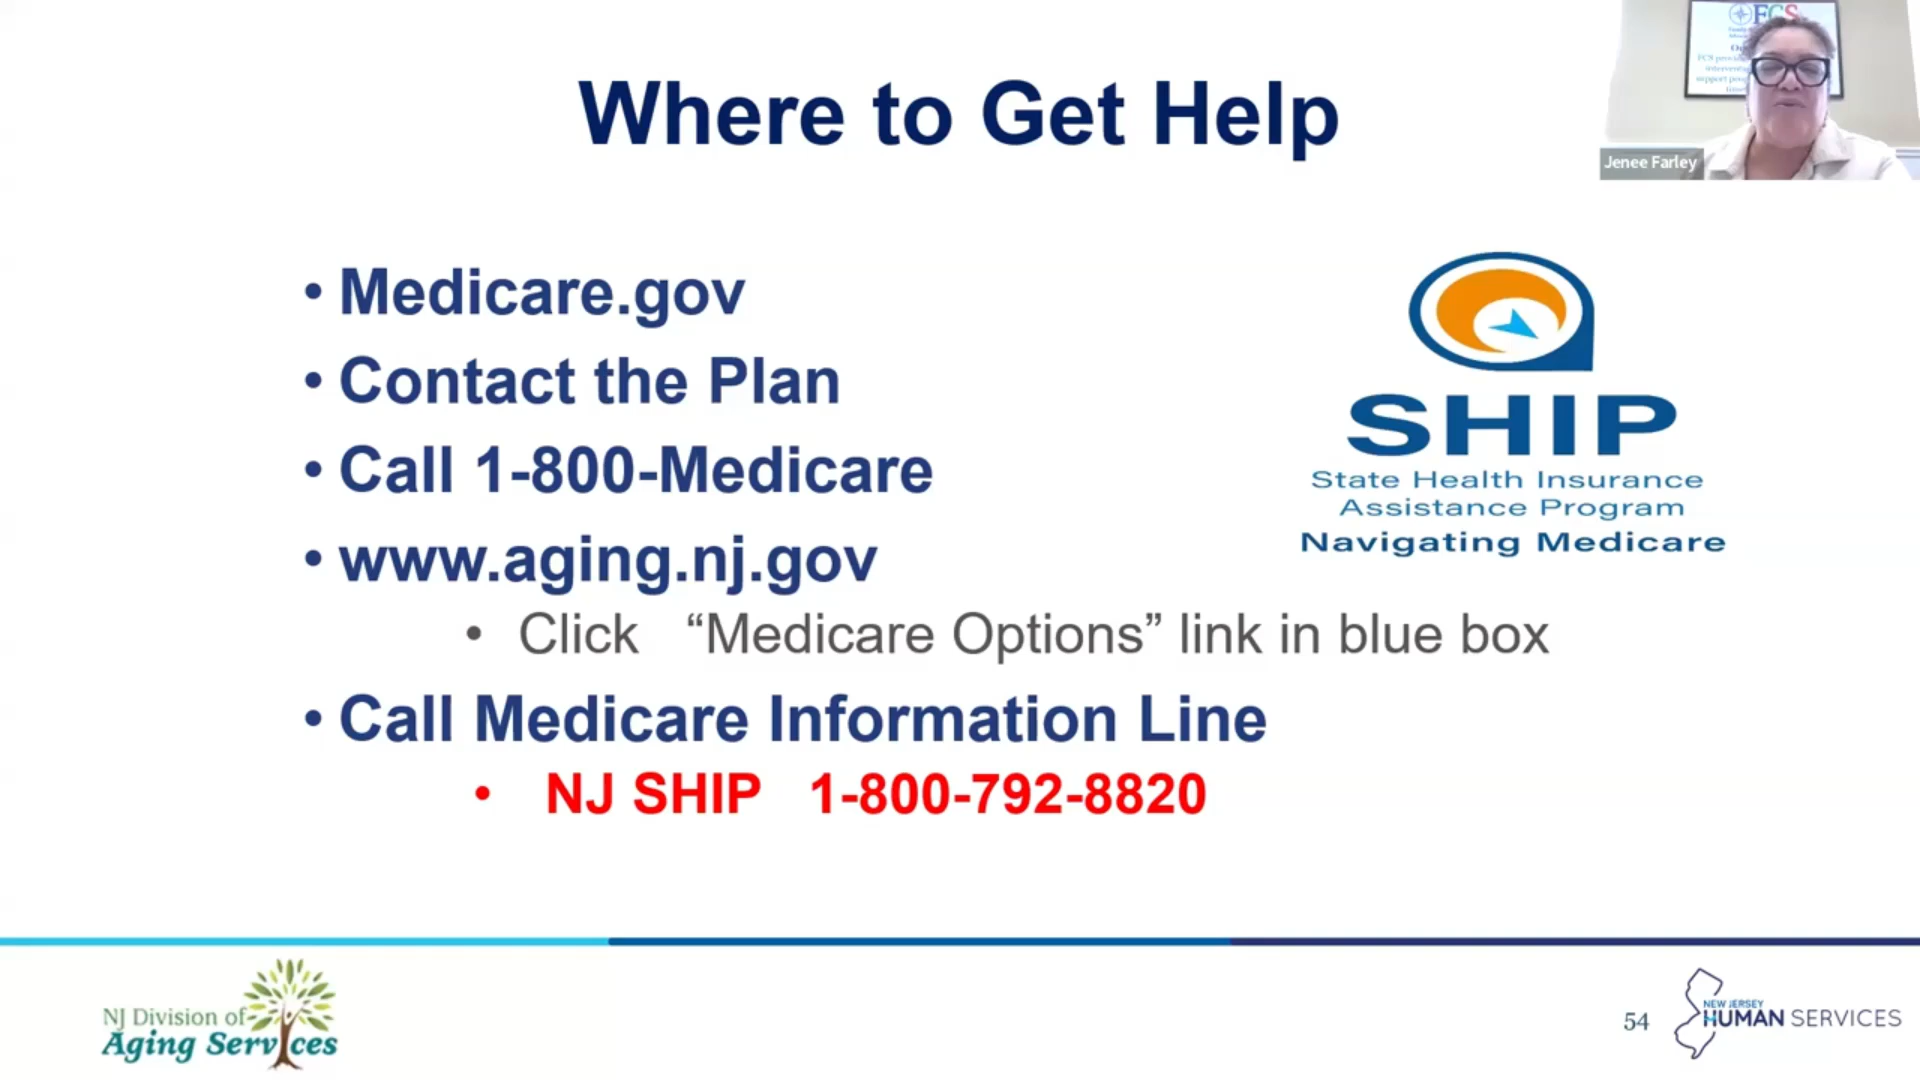 Where to Get Help
Jenee Farley
• Medicare.gov
• Contact the Plan
• Call 1-800-Medicare
• www.aging.nj.gov
• Click “Medicare Options” link in blue box
• Call Medicare Information Line
• NJ SHIP 1-800-792-8820
SHIP
State Health Insurance
Assistance Program
Navigating Medicare
NJ Division of
Aging Services
54
NEW JERSEY
HUMAN SERVICES